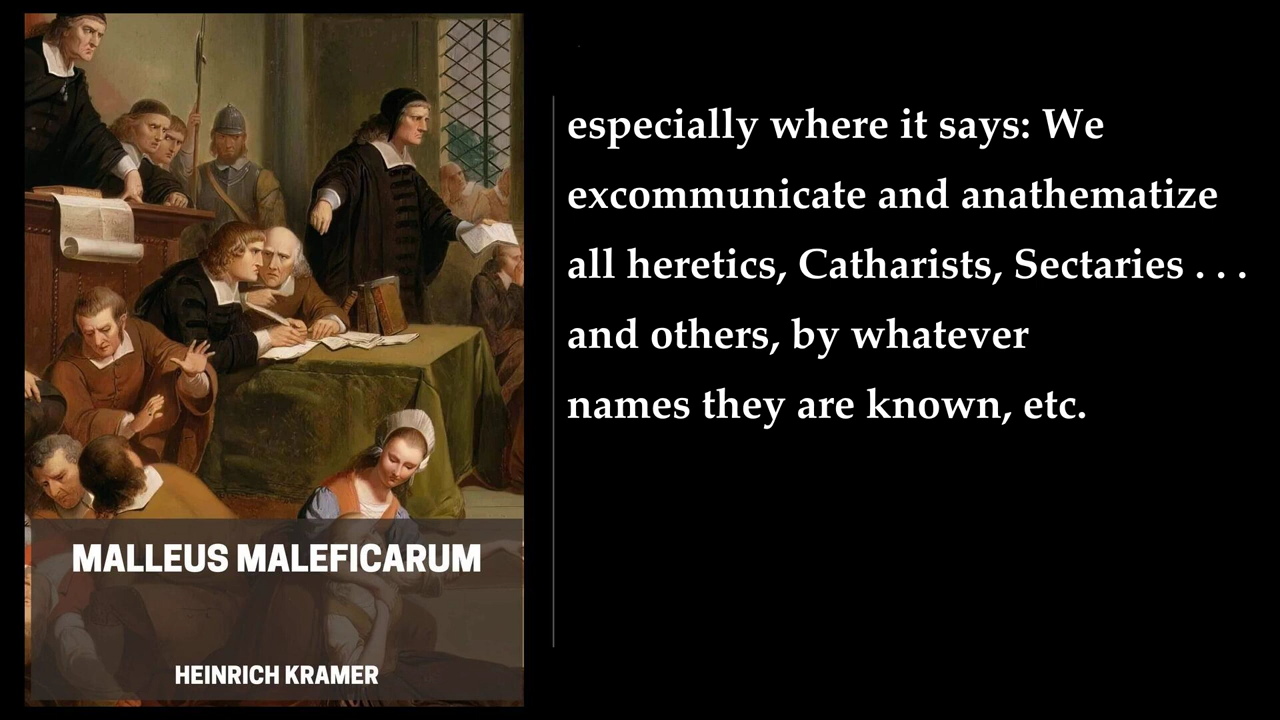 especially where it says: We
excommunicate and anathematize
all heretics, Catharists, Sectaries . . .
and others, by whatever
names they are known, etc.
MALLEUS MALEFICARUM
HEINRICH KRAMER